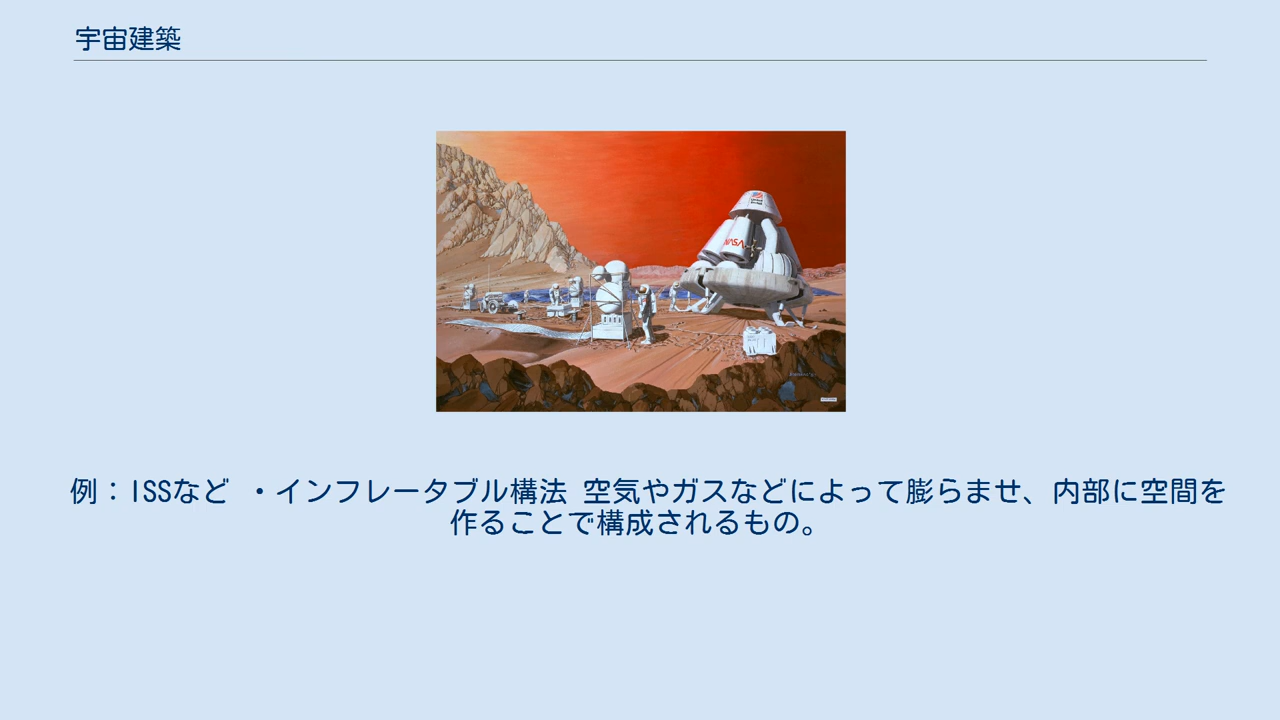 宇宙建築
NASA
例：ISSなど ・インフレータブル構法 空気やガスなどによって膨らませ、内部に空間を
作ることで構成されるもの。